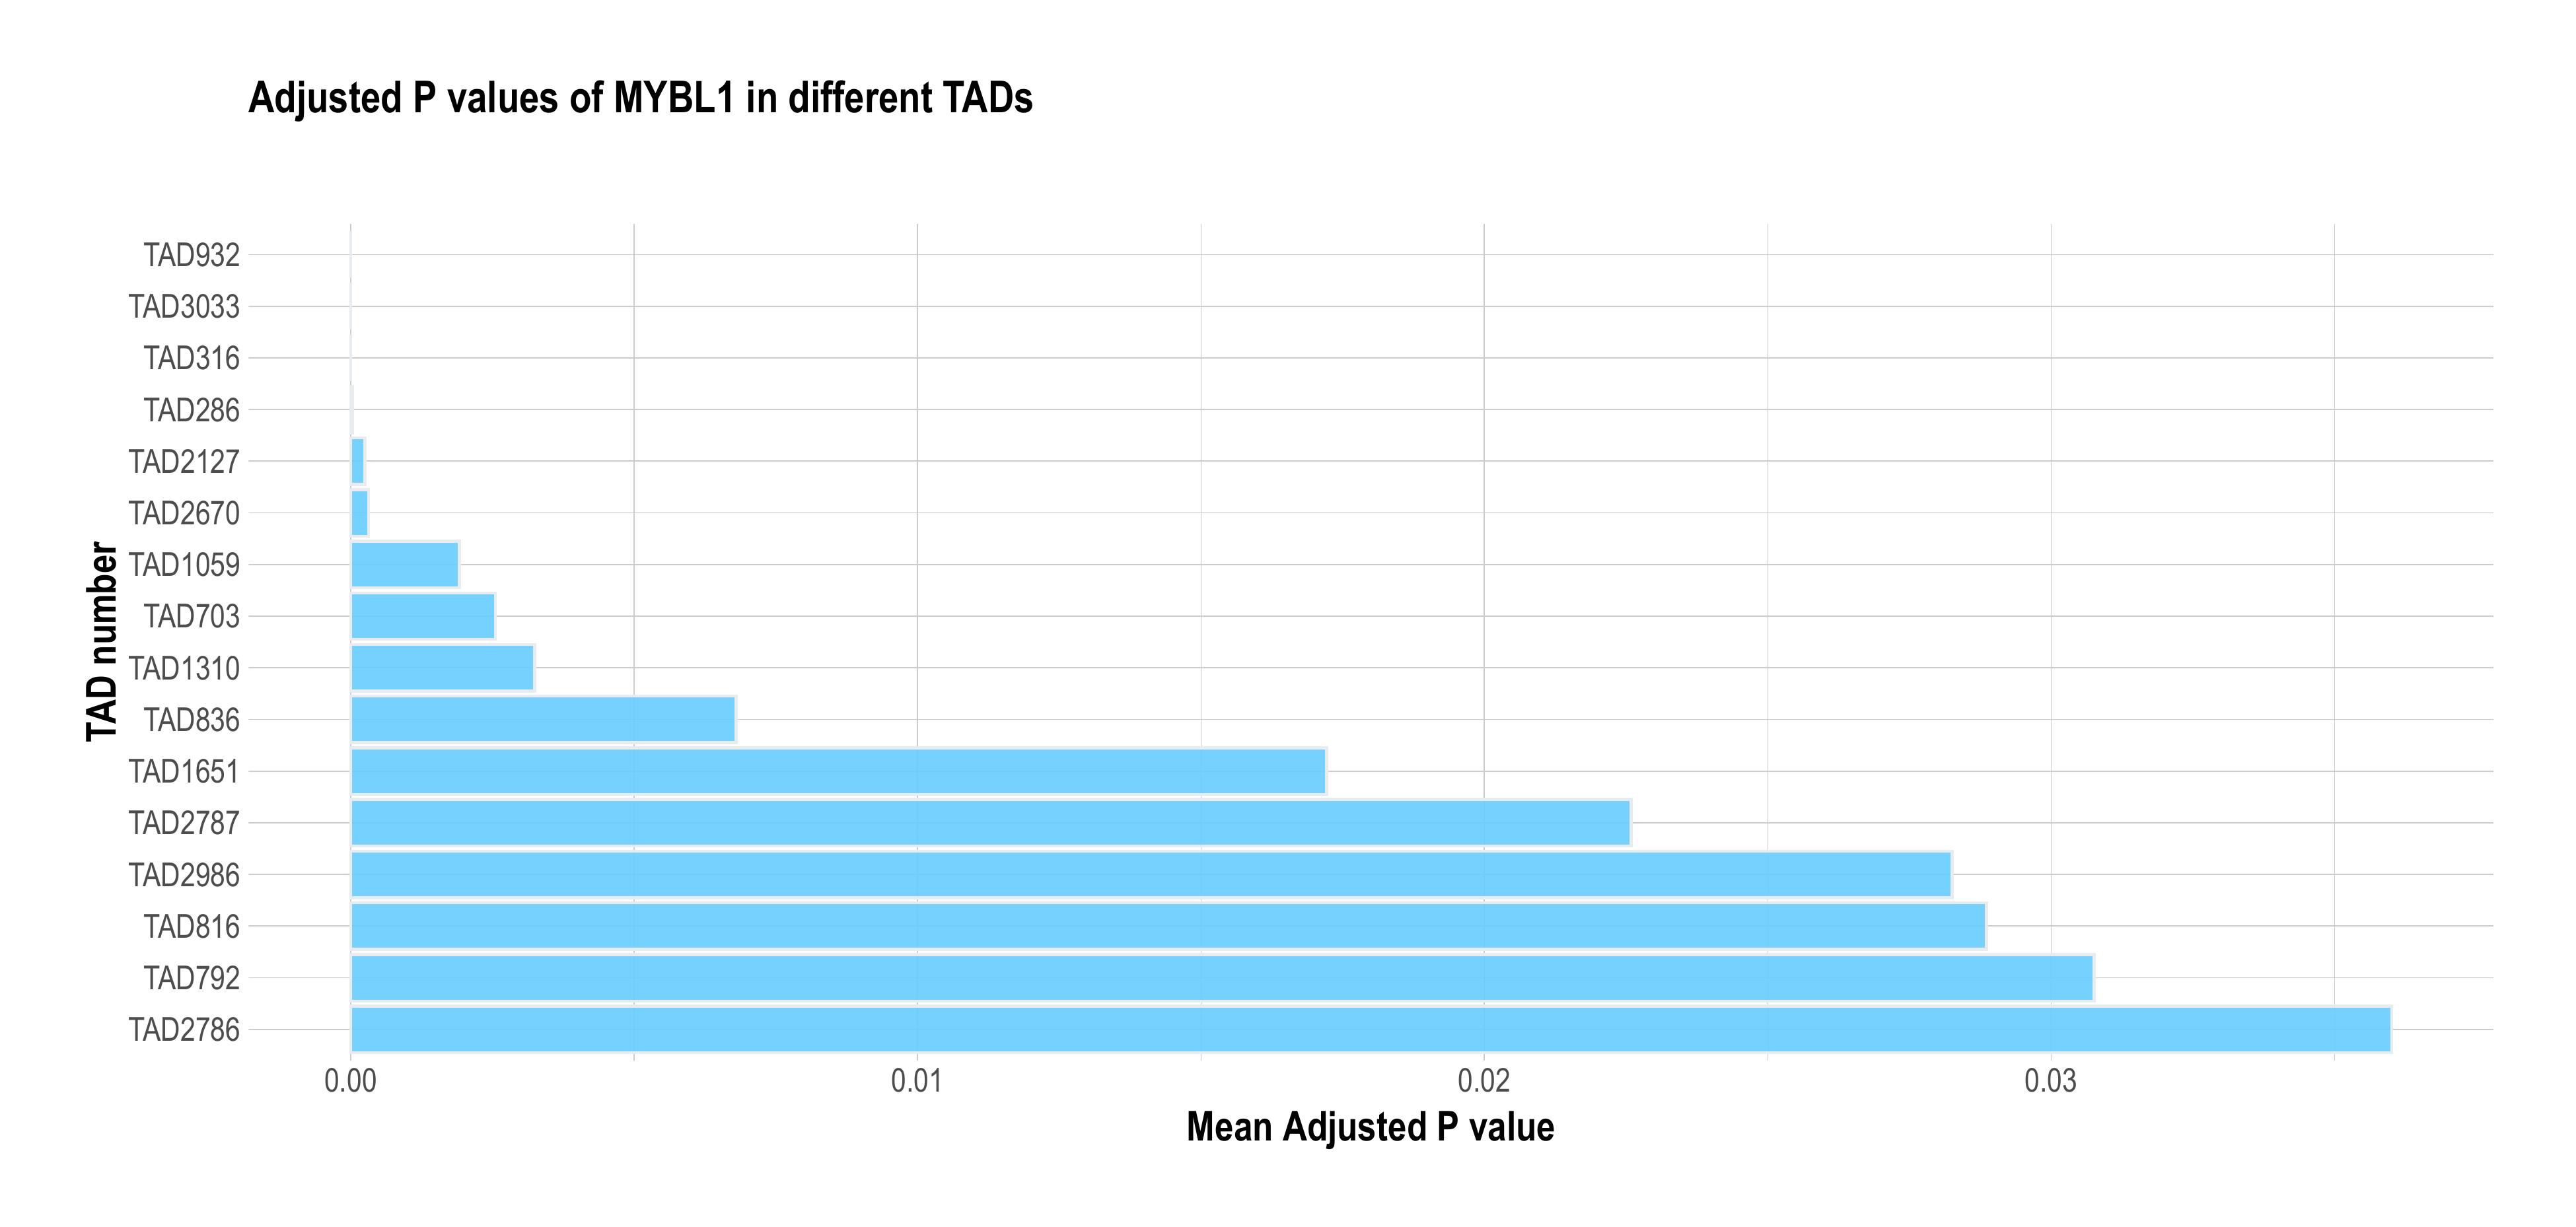 Adjusted P values of MYBL1 in different TADs
TAD number
TAD932
TAD3033
TAD316
TAD286
TAD2127
TAD2670
TAD1059
TAD703
TAD1310
TAD836
TAD1651
TAD2787
TAD2986
TAD816
TAD792
TAD2786
0.00 0.01 0.02 0.03
Mean Adjusted P value